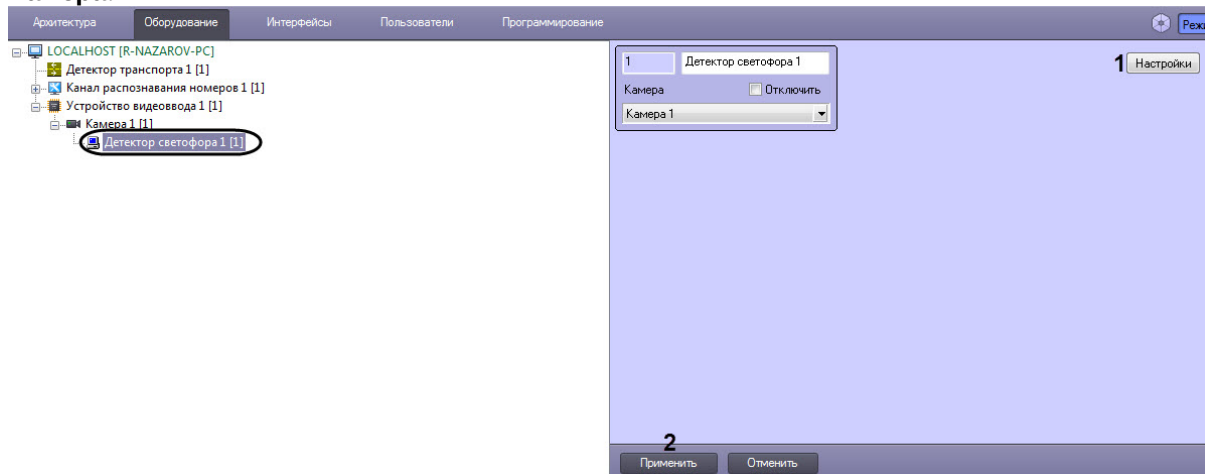 Архитектура Оборудование Интерфейсы Пользователи Программирование
LOCALHOST [R-NAZAROV-PC]
Детектор транспорта 1 [1]
Канал распознавания номеров 1 [1]
Устройство видеоввода 1 [1]
Камера 1 [1]
Детектор светофора 1 [1]
1 Детектор светофора 1
Камера Отключить
Камера 1
1 Настройки
2
Применить Отменить